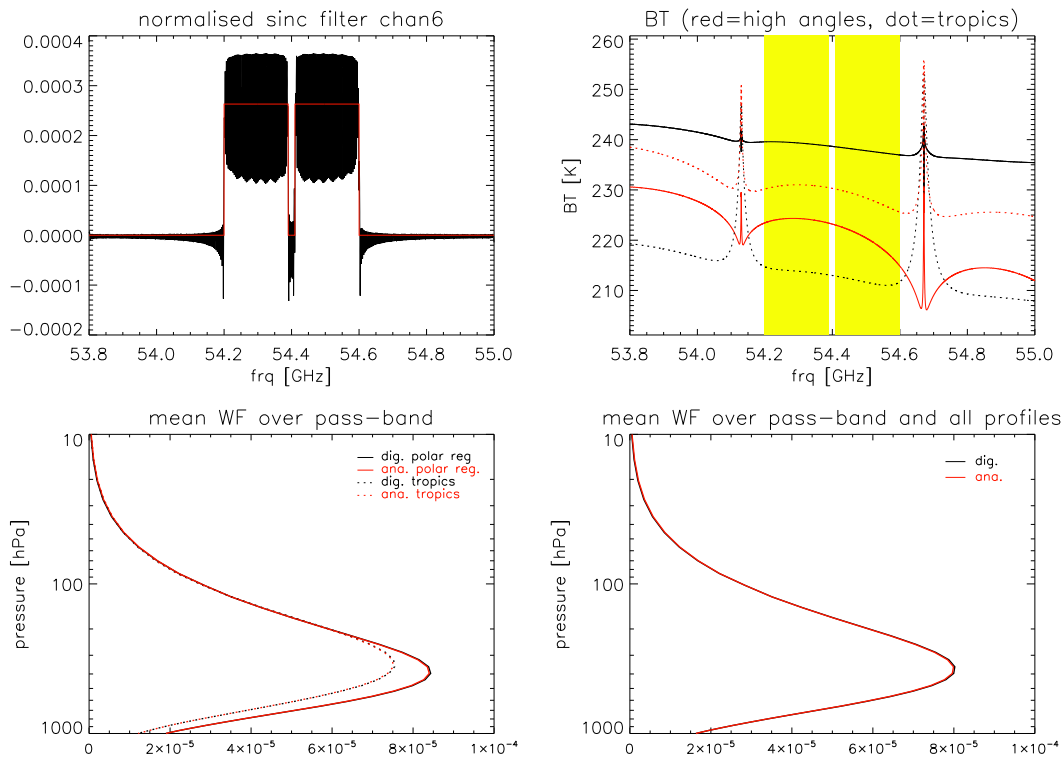 normalised sinc filter chan6
0.0004
0.0003
0.0002
0.0001
0.0000
−0.0001
−0.0002
53.8 54.0 54.2 54.4 54.6 54.8 55.0
frq [GHz]
BT (red=high angles, dot=tropics)
BT [K]
260
250
240
230
220
210
53.8 54.0 54.2 54.4 54.6 54.8 55.0
frq [GHz]
mean WF over pass−band
pressure [hPa]
10
100
1000
dig. polar reg
ana. polar reg.
dig. tropics
ana. tropics
0 2×10⁻⁵ 4×10⁻⁵ 6×10⁻⁵ 8×10⁻⁵ 1×10⁻⁴
mean WF over pass−band and all profiles
pressure [hPa]
10
100
1000
dig.
ana.
0 2×10⁻⁵ 4×10⁻⁵ 6×10⁻⁵ 8×10⁻⁵ 1×10⁻⁴